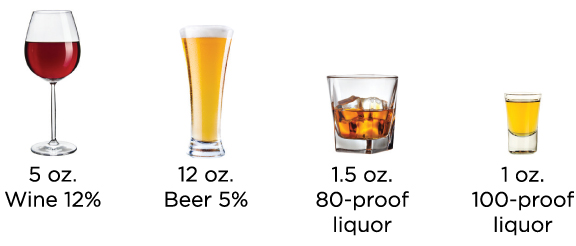 5 oz.
Wine 12%
12 oz.
Beer 5%
1.5 oz.
80-proof
liquor
1 oz.
100-proof
liquor